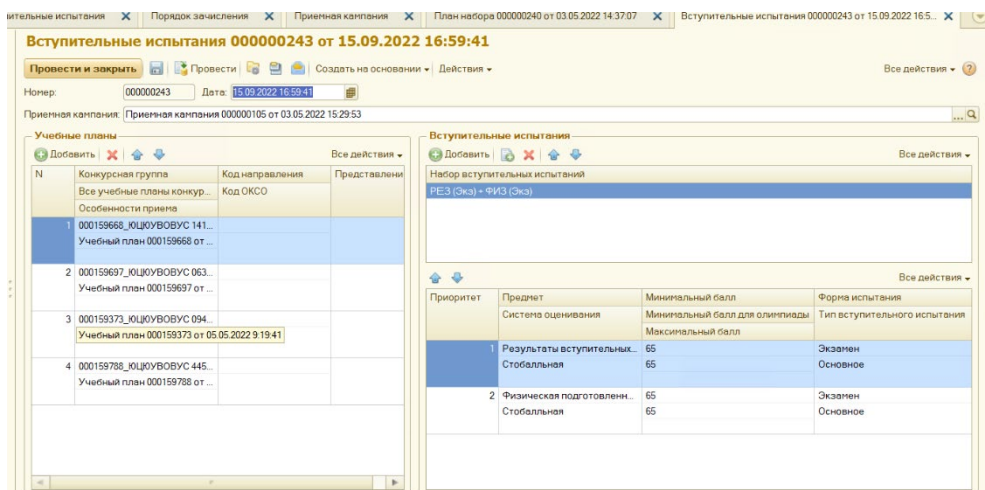 ительные испытания Порядок зачисления Приемная кампания План набора 000000240 от 03.05.2022 14:37:07 Вступительные испытания 000000243 от 15.09.2022 16:5...
Вступительные испытания 000000243 от 15.09.2022 16:59:41
Провести и закрыть Провести Создать на основании Действия Все действия
Номер: 000000243 Дата: 15.09.2022 16:59:41
Приемная кампания: Приемная кампания 000000105 от 03.05.2022 15:29:53 ...
Учебные планы
Добавить Все действия
N Конкурсная группа Код направления Представлени
Все учебные планы конкур... Код ОКСО
Особенности приема
1 000159668_ЮЦЮУВОВУС 141...
Учебный план 000159668 от ...
2 000159697_ЮЦЮУВОВУС 063...
Учебный план 000159697 от ...
3 000159373_ЮЦЮУВОВУС 094...
Учебный план 000159373 от 05.05.2022 9:19:41
4 000159788_ЮЦЮУВОВУС 445...
Учебный план 000159788 от ...
Вступительные испытания
Добавить Все действия
Набор вступительных испытаний
РЕЗ (Экз) + ФИЗ (Экз)
Все действия
Приоритет Предмет Минимальный балл Форма испытания
Система оценивания Минимальный балл для олимпиады Тип вступительного испытания
Максимальный балл
1 Результаты вступительных... 65 Экзамен
Стобалльная 65 Основное
2 Физическая подготовленн... 65 Экзамен
Стобалльная 65 Основное